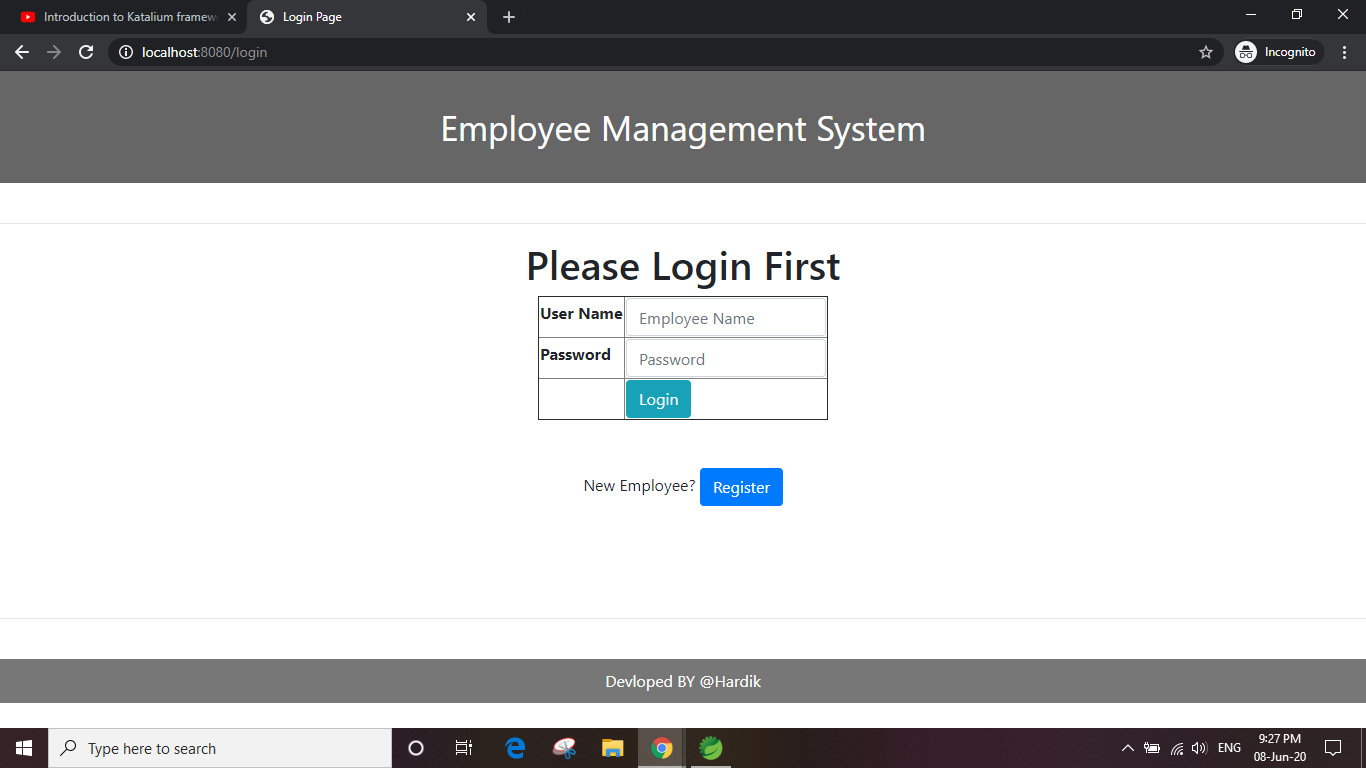 Introduction to Katalium framew
Login Page
localhost:8080/login
Incognito
Employee Management System
Please Login First
User Name Employee Name
Password Password
Login
New Employee? Register
Devloped BY @Hardik
Type here to search
ENG
9:27 PM
08-Jun-20